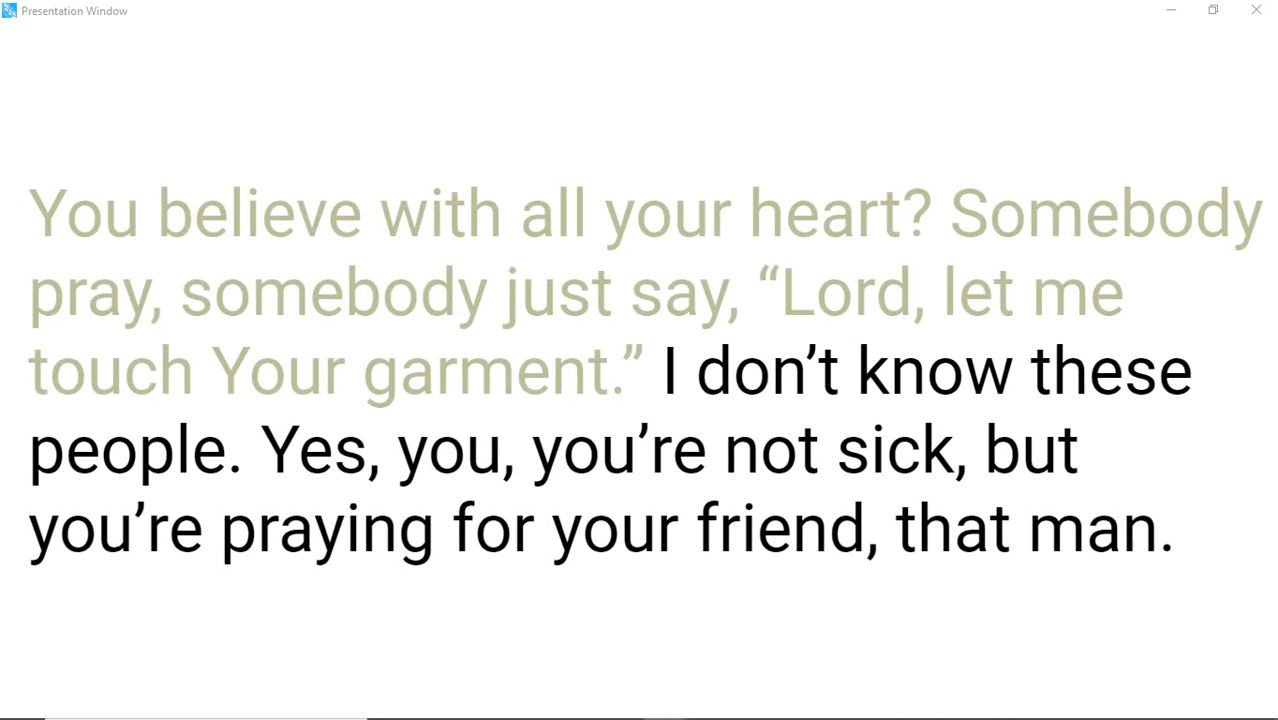 Presentation Window
You believe with all your heart? Somebody
pray, somebody just say, “Lord, let me
touch Your garment.” I don’t know these
people. Yes, you, you’re not sick, but
you’re praying for your friend, that man.